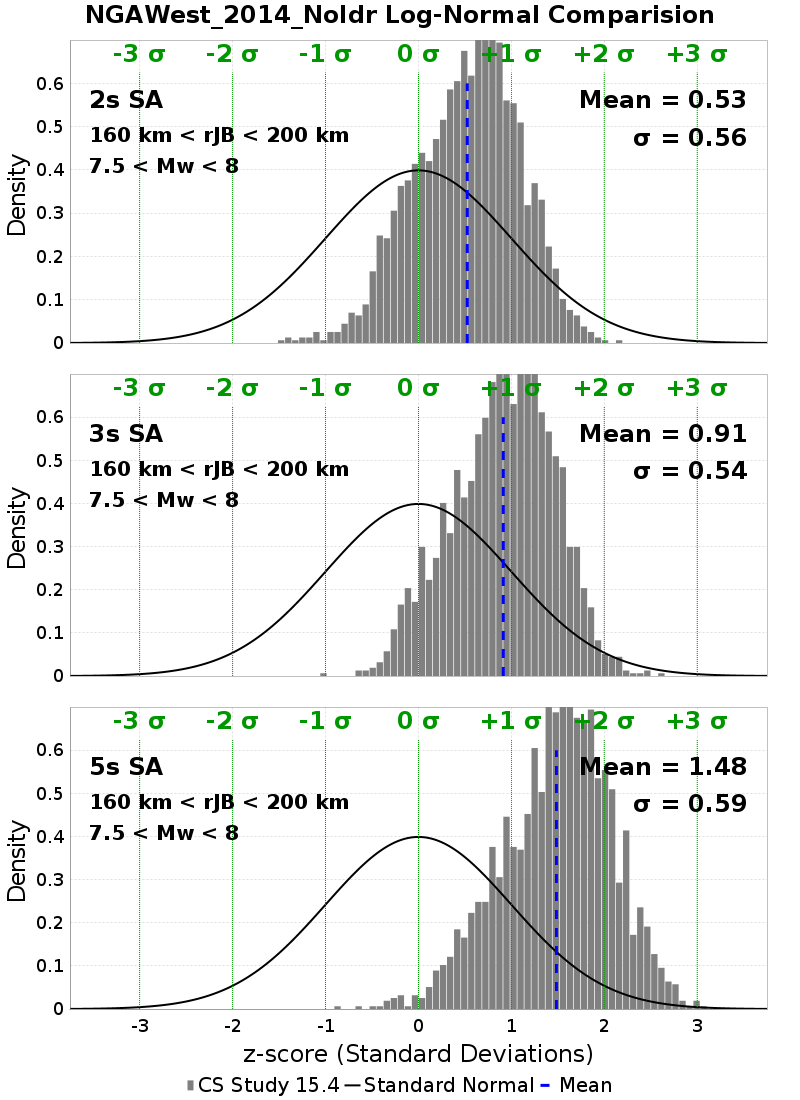 NGAWest_2014_NoIdr Log-Normal Comparision
-3 σ -2 σ -1 σ 0 σ +1 σ +2 σ +3 σ
0.6
2s SA Mean = 0.53
0.5
160 km < rJB < 200 km σ = 0.56
7.5 < Mw < 8
0.4
0.3
0.2
0.1
0
Density
-3 σ -2 σ -1 σ 0 σ +1 σ +2 σ +3 σ
0.6
3s SA Mean = 0.91
0.5
160 km < rJB < 200 km σ = 0.54
7.5 < Mw < 8
0.4
0.3
0.2
0.1
0
Density
-3 σ -2 σ -1 σ 0 σ +1 σ +2 σ +3 σ
0.6
5s SA Mean = 1.48
0.5
160 km < rJB < 200 km σ = 0.59
7.5 < Mw < 8
0.4
0.3
0.2
0.1
0
Density
-3 -2 -1 0 1 2 3
z-score (Standard Deviations)
CS Study 15.4 Standard Normal Mean